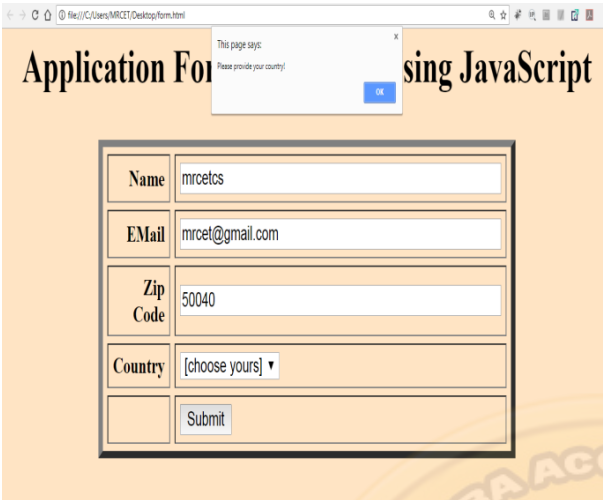 file:///C:/Users/MRCET/Desktop/form.html
This page says:
x
Please provide your country!
OK
Application For sing JavaScript
Name mrcetcs
EMail mrcet@gmail.com
Zip
Code
50040
Country [choose yours]
Submit